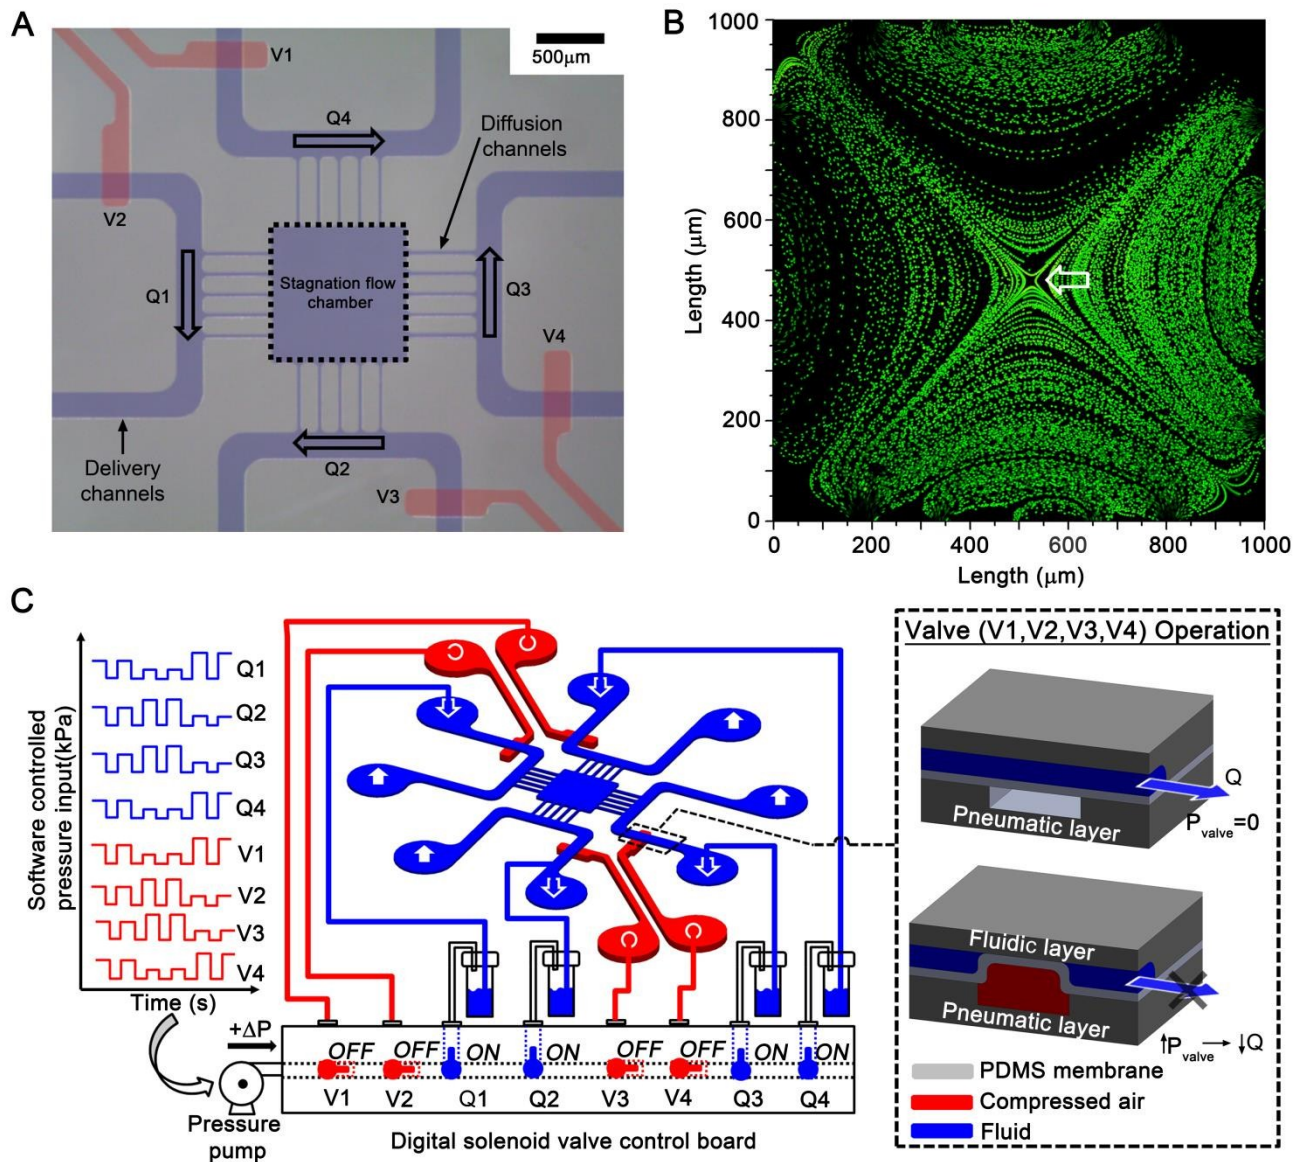 A
V1
500µm
Q4
Diffusion
channels
V2
Stagnation flow
chamber
Q1
Q3
V4
Q2
V3
Delivery
channels
B
1000
800
600
400
200
0
Length (µm)
0 200 400 600 800 1000
Length (µm)
C
Software controlled
pressure input(kPa)
Q1
Q2
Q3
Q4
V1
V2
V3
V4
Time (s)
+ΔP
Pressure
pump
OFF OFF ON ON OFF OFF ON ON
V1 V2 Q1 Q2 V3 V4 Q3 Q4
Digital solenoid valve control board
Valve (V1,V2,V3,V4) Operation
Q
Pneumatic layer
Pvalve=0
Fluidic layer
Pneumatic layer
↑Pvalve → ↓Q
PDMS membrane
Compressed air
Fluid